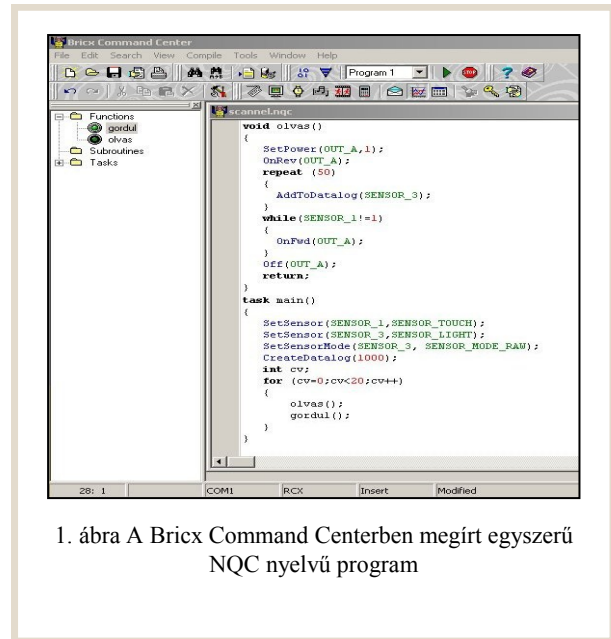 Bricx Command Center
File Edit Search View Compile Tools Window Help
Program 1
Functions
gordul
olvas
Subroutines
Tasks
scannel.nqc
void olvas()
{
SetPower(OUT_A,1);
OnRev(OUT_A);
repeat (50)
{
AddToDatalog(SENSOR_3);
}
while(SENSOR_1!=1)
{
OnFwd(OUT_A);
}
Off(OUT_A);
return;
}
task main()
{
SetSensor(SENSOR_1,SENSOR_TOUCH);
SetSensor(SENSOR_3,SENSOR_LIGHT);
SetSensorMode(SENSOR_3, SENSOR_MODE_RAW);
CreateDatalog(1000);
int cv;
for (cv=0;cv<20;cv++)
{
olvas();
gordul();
}
}
28: 1 COM1 RCX Insert Modified
1. ábra A Bricx Command Centerben megírt egyszerű
NQC nyelvű program